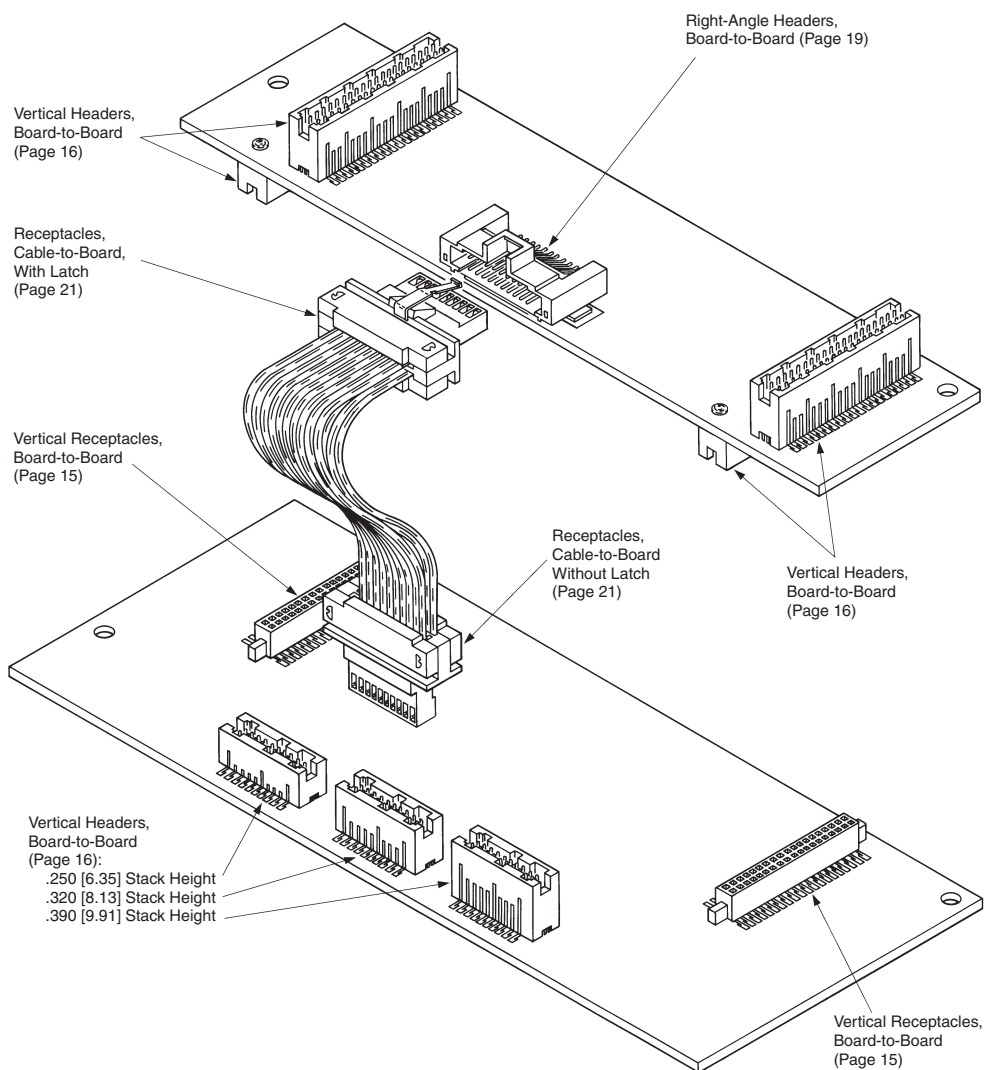 Right-Angle Headers,
Board-to-Board (Page 19)
Vertical Headers,
Board-to-Board
(Page 16)
Receptacles,
Cable-to-Board,
With Latch
(Page 21)
Vertical Receptacles,
Board-to-Board
(Page 15)
Receptacles,
Cable-to-Board
Without Latch
(Page 21)
Vertical Headers,
Board-to-Board
(Page 16)
Vertical Headers,
Board-to-Board
(Page 16):
.250 [6.35] Stack Height
.320 [8.13] Stack Height
.390 [9.91] Stack Height
Vertical Receptacles,
Board-to-Board
(Page 15)